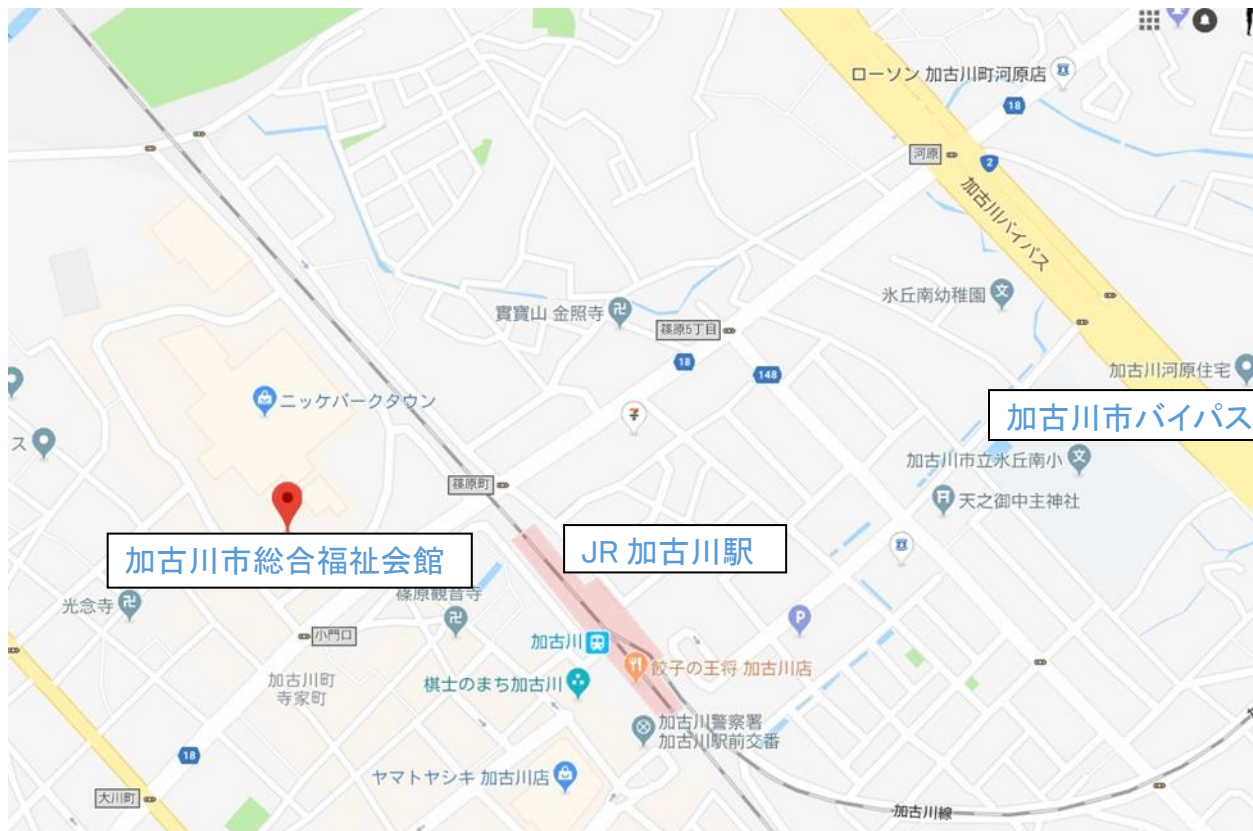 ローソン 加古川町河原店
18
河原
2
加古川バイパス
氷丘南幼稚園
文
實寶山 金照寺
卍
篠原5丁目
18
148
加古川河原住宅
ニッケパークタウン
7
加古川市バイパス
ス
加古川市立氷丘南小
文
篠原町
天之御中主神社
加古川市総合福祉会館
JR 加古川駅
光念寺
卍
篠原観音寺
卍
小門口
P
加古川
餃子の王将 加古川店
加古川町
寺家町
棋士のまち加古川
加古川警察署
加古川駅前交番
18
ヤマトヤシキ 加古川店
大川町
加古川線